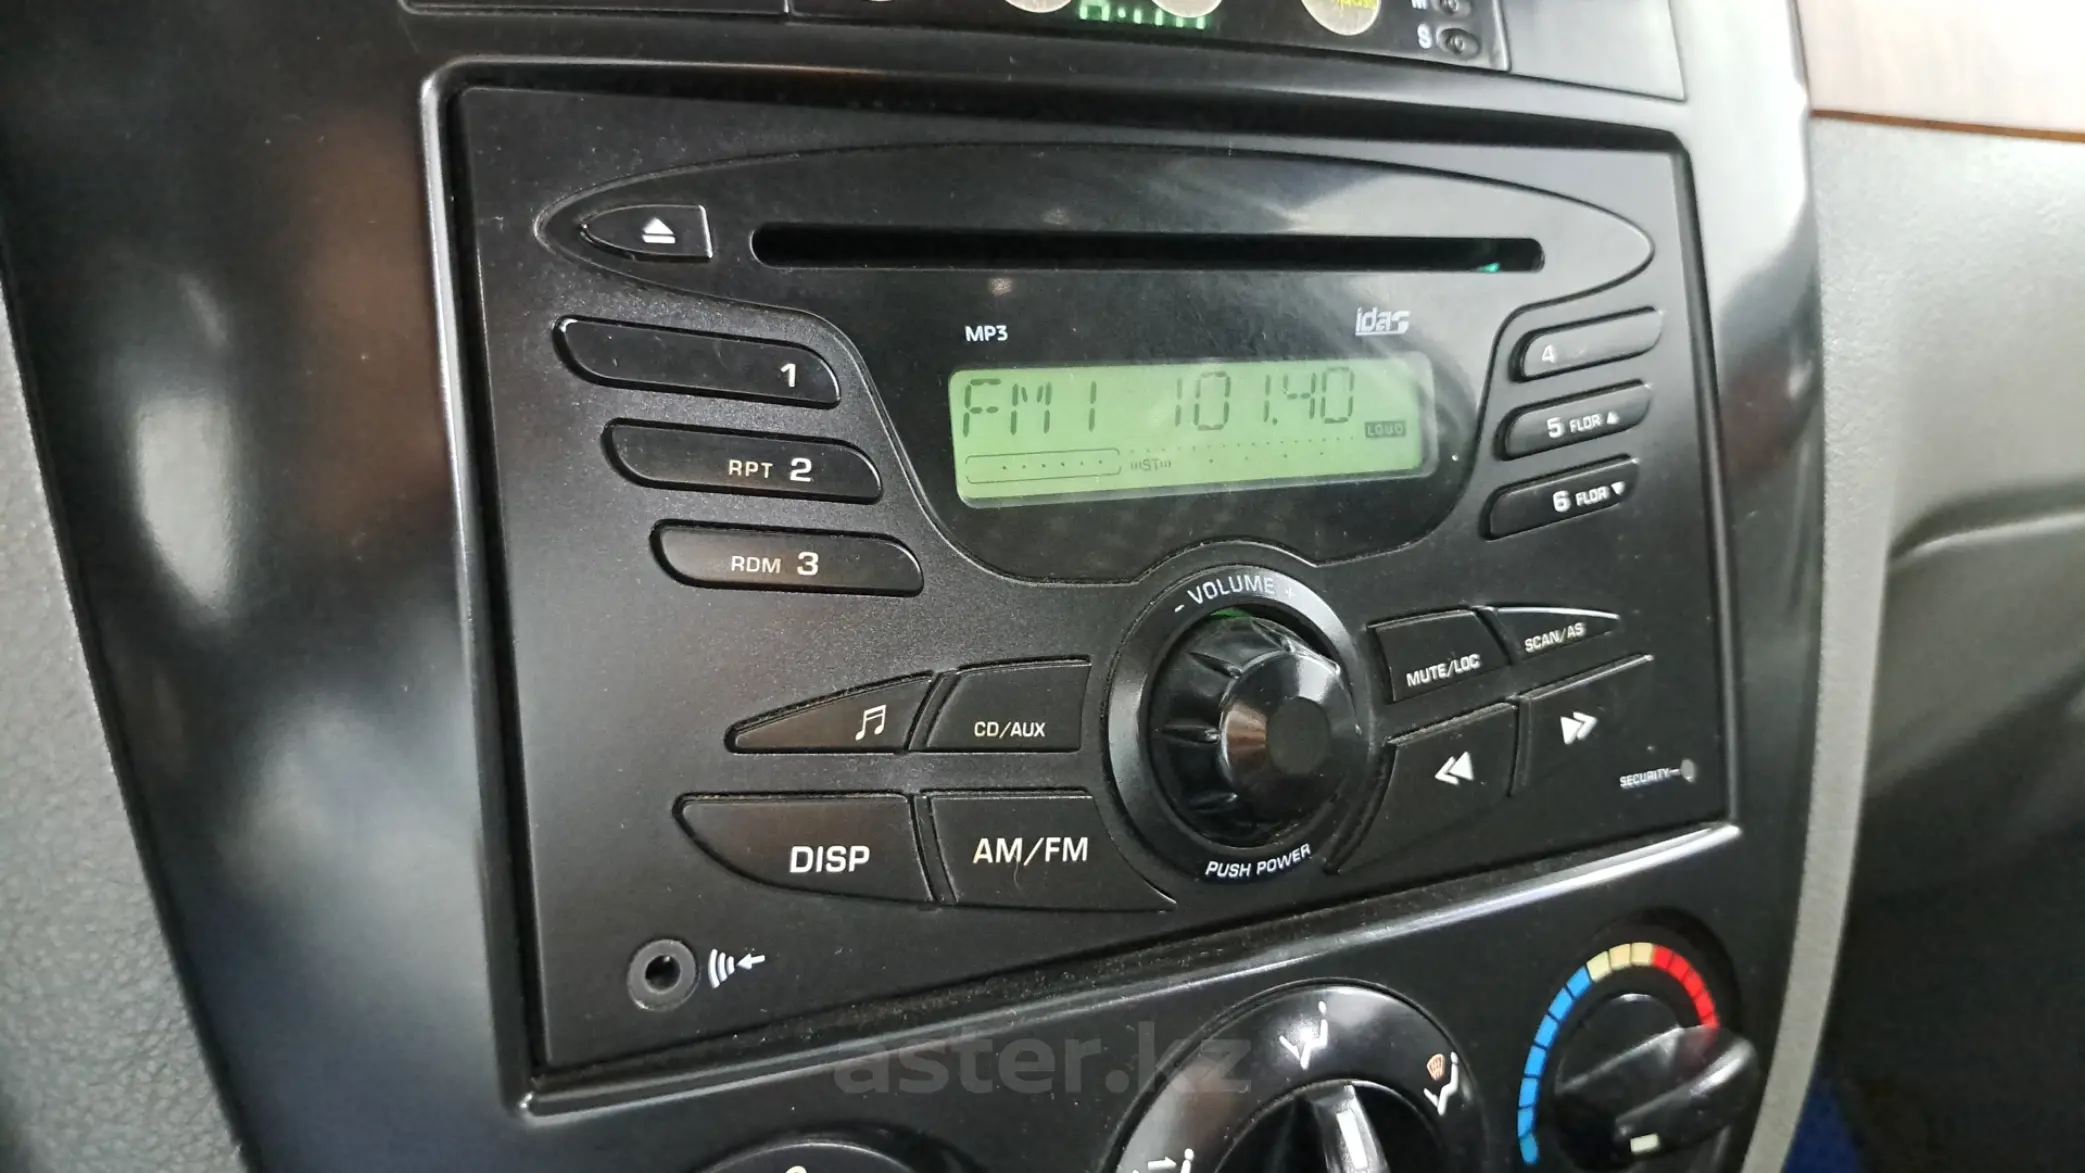 M
S
MP3
idas
FM1 101.40
LOUD
ST
1
RPT 2
RDM 3
4
5 FLDR
6 FLDR
- VOLUME +
MUTE/LOC
SCAN/AS
CD/AUX
DISP
AM/FM
PUSH POWER
SECURITY
aster.kz